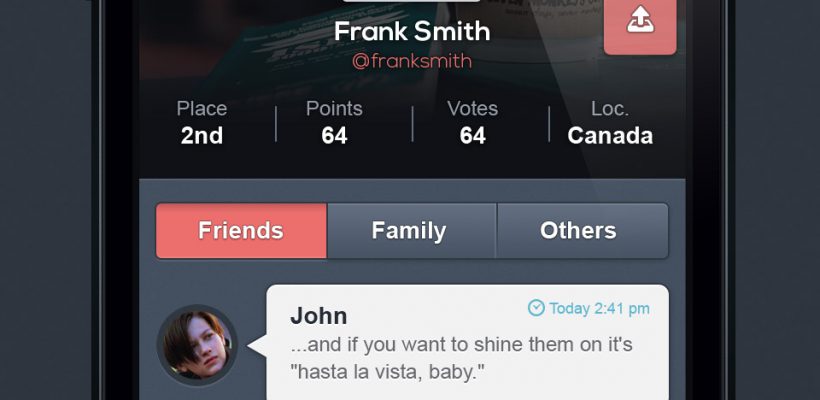 Frank Smith
@franksmith
Place Points Votes Loc.
2nd 64 64 Canada
Friends Family Others
John Today 2:41 pm
...and if you want to shine them on it's
"hasta la vista, baby."